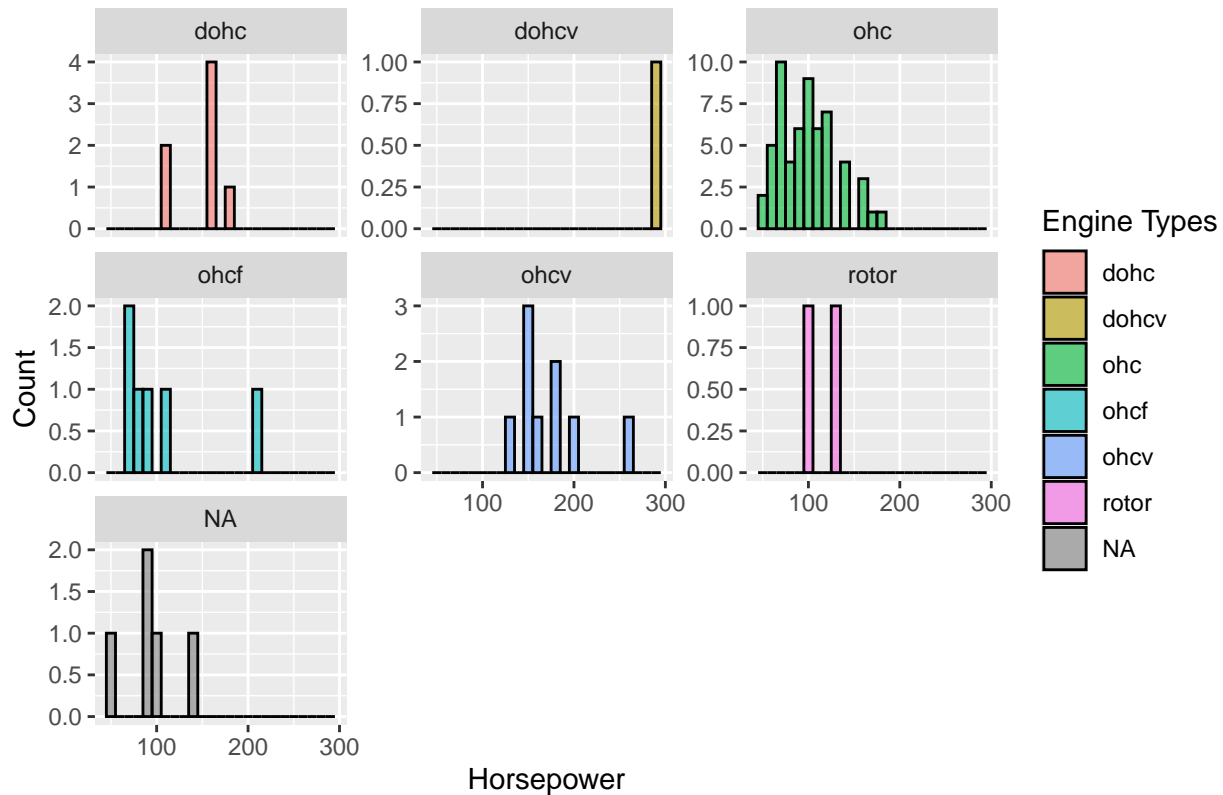 dohc
dohcv
ohc
4
3
2
1
0
1.00
0.75
0.50
0.25
0.00
10.0
7.5
5.0
2.5
0.0
ohcf
ohcv
rotor
2.0
1.5
1.0
0.5
0.0
3
2
1
0
1.00
0.75
0.50
0.25
0.00
100 200 300
100 200 300
NA
2.0
1.5
1.0
0.5
0.0
100 200 300
Count
Horsepower
Engine Types
dohc
dohcv
ohc
ohcf
ohcv
rotor
NA